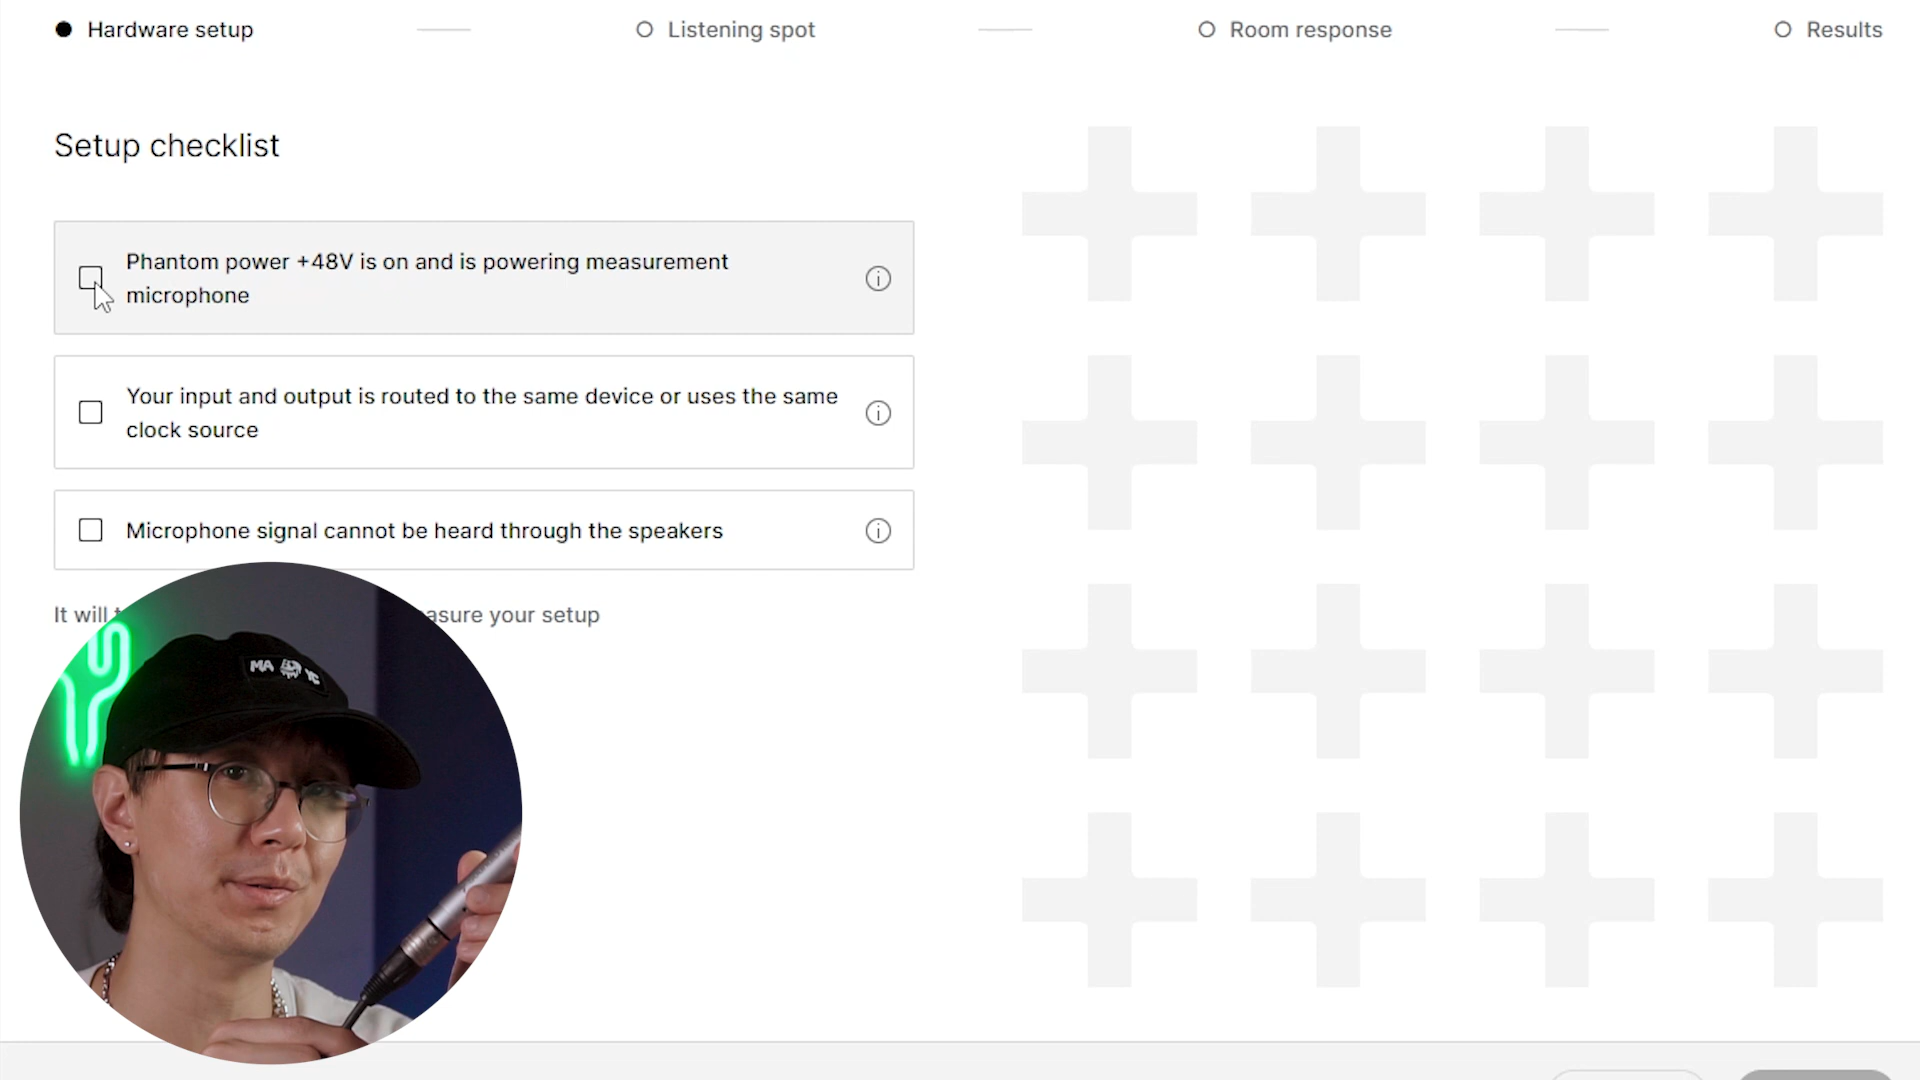 Hardware setup
Listening spot
Room response
Results
Setup checklist
Phantom power +48V is on and is powering measurement
microphone
Your input and output is routed to the same device or uses the same
clock source
Microphone signal cannot be heard through the speakers
It will
asure your setup
MA YC